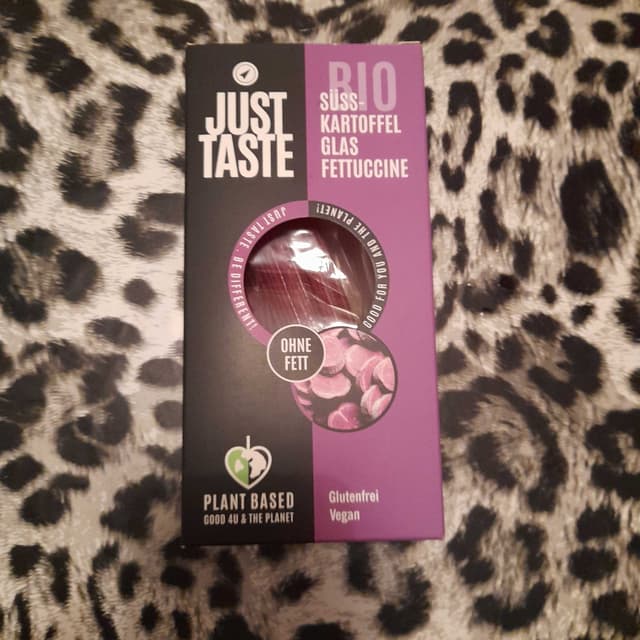 JUST
TASTE
BIO
SÜSS-
KARTOFFEL
GLAS
FETTUCCINE
JUST TASTE. BE DIFFERENT!
GOOD FOR YOU AND THE PLANET!
OHNE
FETT
PLANT BASED
GOOD 4U & THE PLANET
Glutenfrei
Vegan